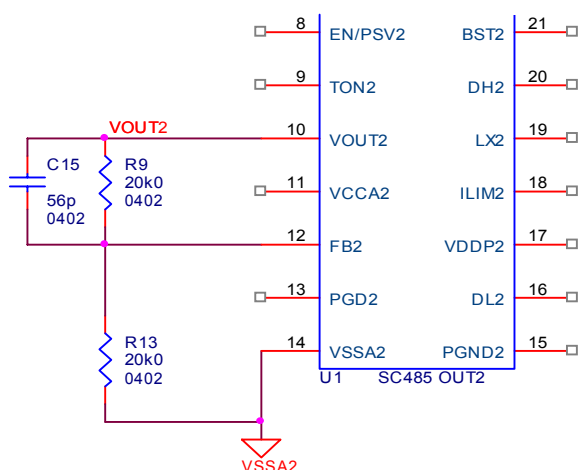 8 EN/PSV2 BST2 21
9 TON2 DH2 20
VOUT2
10 VOUT2 LX2 19
C15
56p
0402
R9
20k0
0402
11 VCCA2 ILIM2 18
12 FB2 VDDP2 17
13 PGD2 DL2 16
R13
20k0
0402
14 VSSA2 PGND2 15
U1 SC485 OUT2
VSSA2